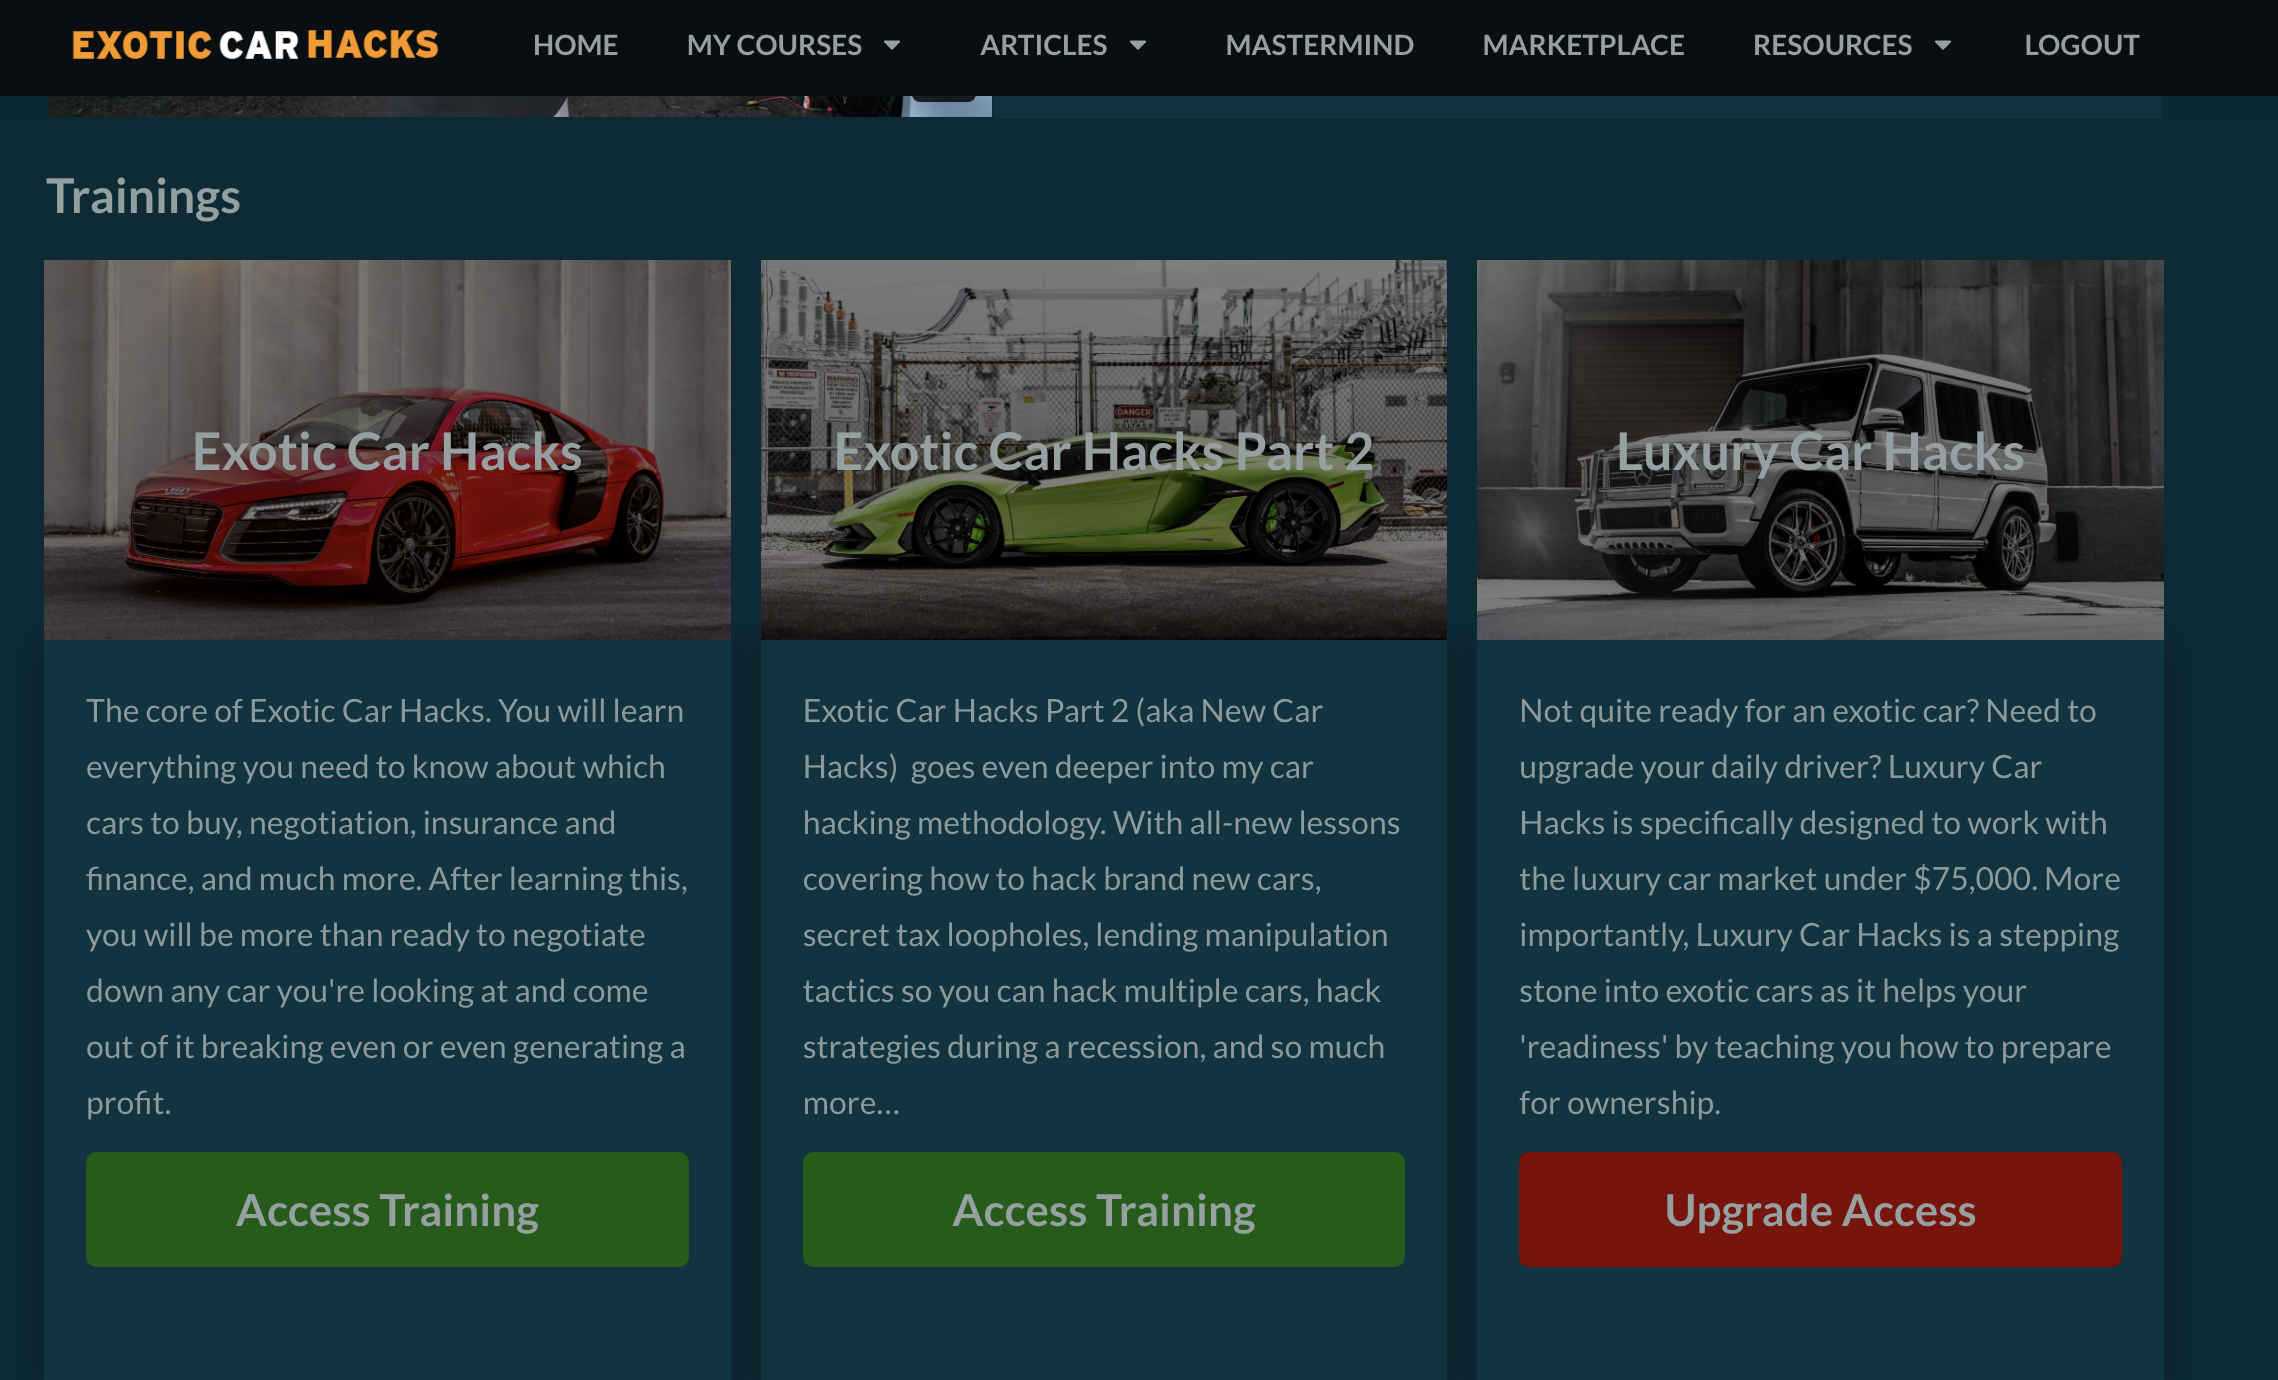 EXOTIC CAR HACKS HOME MY COURSES ARTICLES MASTERMIND MARKETPLACE RESOURCES LOGOUT
Trainings
Exotic Car Hacks
The core of Exotic Car Hacks. You will learn
everything you need to know about which
cars to buy, negotiation, insurance and
finance, and much more. After learning this,
you will be more than ready to negotiate
down any car you're looking at and come
out of it breaking even or even generating a
profit.
Access Training
WARNING
DANGER
Exotic Car Hacks Part 2
Exotic Car Hacks Part 2 (aka New Car
Hacks)  goes even deeper into my car
hacking methodology. With all-new lessons
covering how to hack brand new cars,
secret tax loopholes, lending manipulation
tactics so you can hack multiple cars, hack
strategies during a recession, and so much
more...
Access Training
Luxury Car Hacks
Not quite ready for an exotic car? Need to
upgrade your daily driver? Luxury Car
Hacks is specifically designed to work with
the luxury car market under $75,000. More
importantly, Luxury Car Hacks is a stepping
stone into exotic cars as it helps your
'readiness' by teaching you how to prepare
for ownership.
Upgrade Access